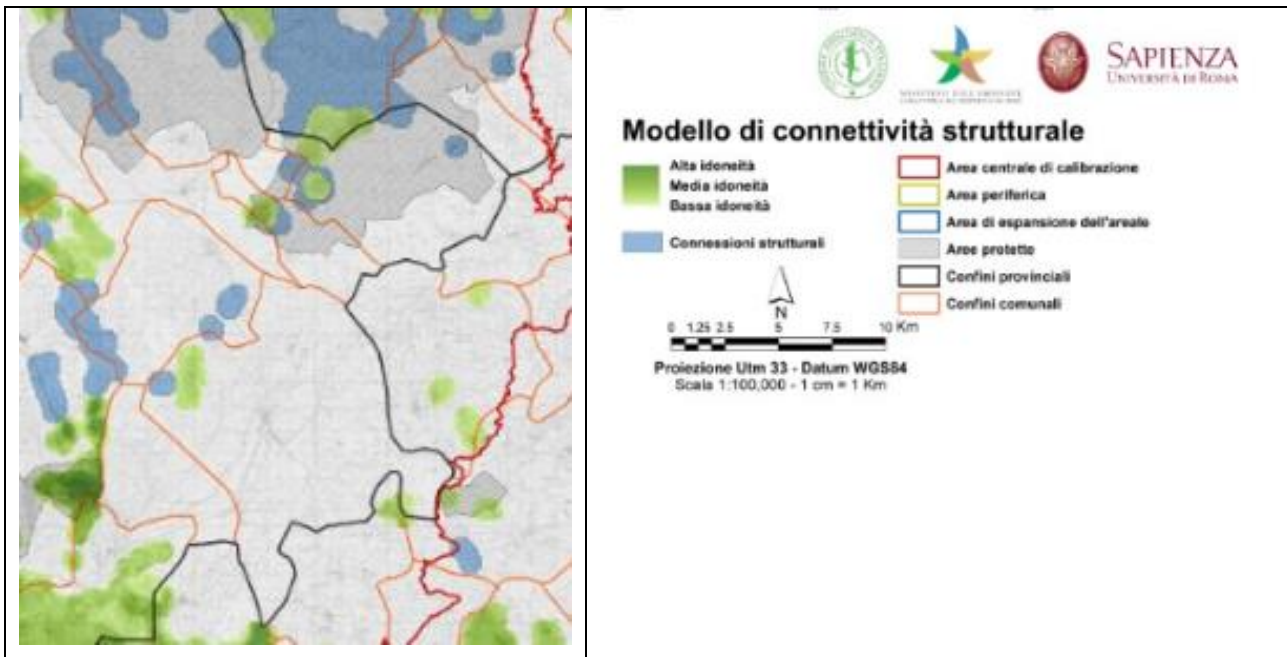 SAPIENZA
UNIVERSITÀ DI ROMA
Modello di connettività strutturale
Alta idoneità
Media idoneità
Bassa idoneità
Connessioni strutturali
Area centrale di calibrazione
Area periferica
Area di espansione dell'areale
Aree protette
Confini provinciali
Confini comunali
N
0 1.25 2.5 5 7.5 10 Km
Proiezione Utm 33 - Datum WGS84
Scala 1:100,000 - 1 cm = 1 Km